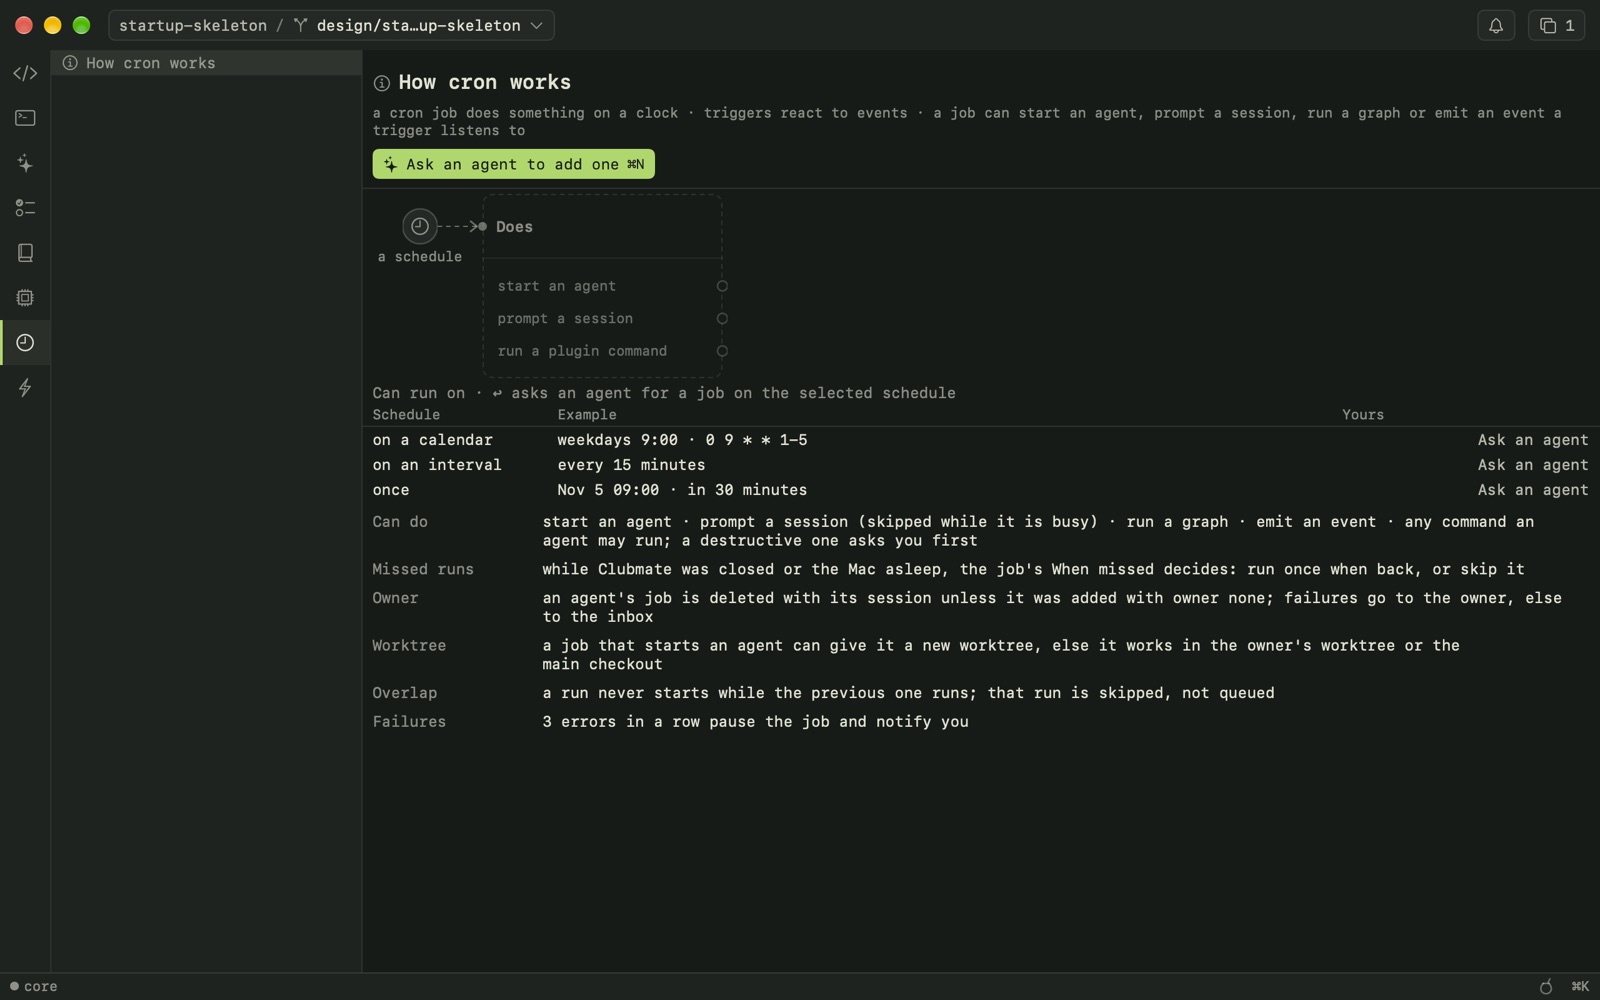 startup-skeleton / design/sta…up-skeleton
1
How cron works
How cron works
a cron job does something on a clock · triggers react to events · a job can start an agent, prompt a session, run a graph or emit an event a
trigger listens to
Ask an agent to add one ⌘N
Does
a schedule
start an agent
prompt a session
run a plugin command
Can run on · ↩ asks an agent for a job on the selected schedule
Schedule Example Yours
on a calendar weekdays 9:00 · 0 9 * * 1–5 Ask an agent
on an interval every 15 minutes Ask an agent
once Nov 5 09:00 · in 30 minutes Ask an agent
Can do start an agent · prompt a session (skipped while it is busy) · run a graph · emit an event · any command an
agent may run; a destructive one asks you first
Missed runs while Clubmate was closed or the Mac asleep, the job's When missed decides: run once when back, or skip it
Owner an agent's job is deleted with its session unless it was added with owner none; failures go to the owner, else
to the inbox
Worktree a job that starts an agent can give it a new worktree, else it works in the owner's worktree or the
main checkout
Overlap a run never starts while the previous one runs; that run is skipped, not queued
Failures 3 errors in a row pause the job and notify you
core ⌘K